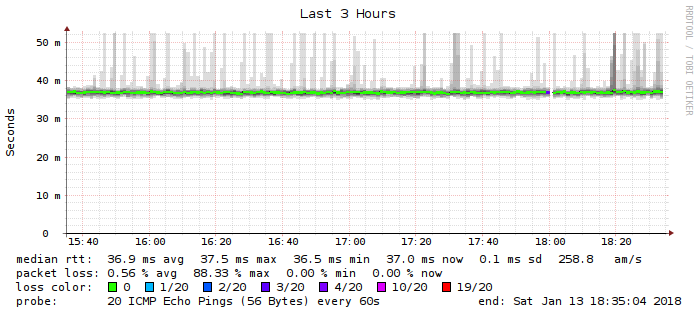 Last 3 Hours
RRDTOOL / TOBI OETIKER
Seconds
50 m
40 m
30 m
20 m
10 m
0
15:40 16:00 16:20 16:40 17:00 17:20 17:40 18:00 18:20
median rtt: 36.9 ms avg 37.5 ms max 36.5 ms min 37.0 ms now 0.1 ms sd 258.8 am/s
packet loss: 0.56 % avg 88.33 % max 0.00 % min 0.00 % now
loss color: 0 1/20 2/20 3/20 4/20 10/20 19/20
probe: 20 ICMP Echo Pings (56 Bytes) every 60s end: Sat Jan 13 18:35:04 2018